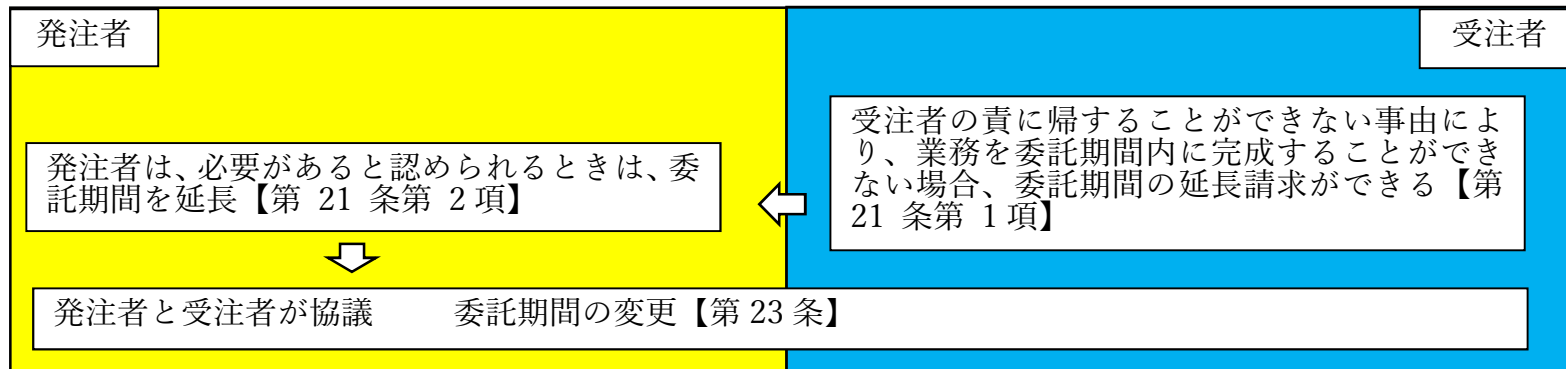 発注者
受注者
受注者の責に帰することができない事由によ
り、業務を委託期間内に完成することができ
ない場合、委託期間の延長請求ができる【第
21 条第 1項】
発注者は、必要があると認められるときは、委
託期間を延長【第 21 条第 2項】
発注者と受注者が協議　　委託期間の変更【第 23 条】